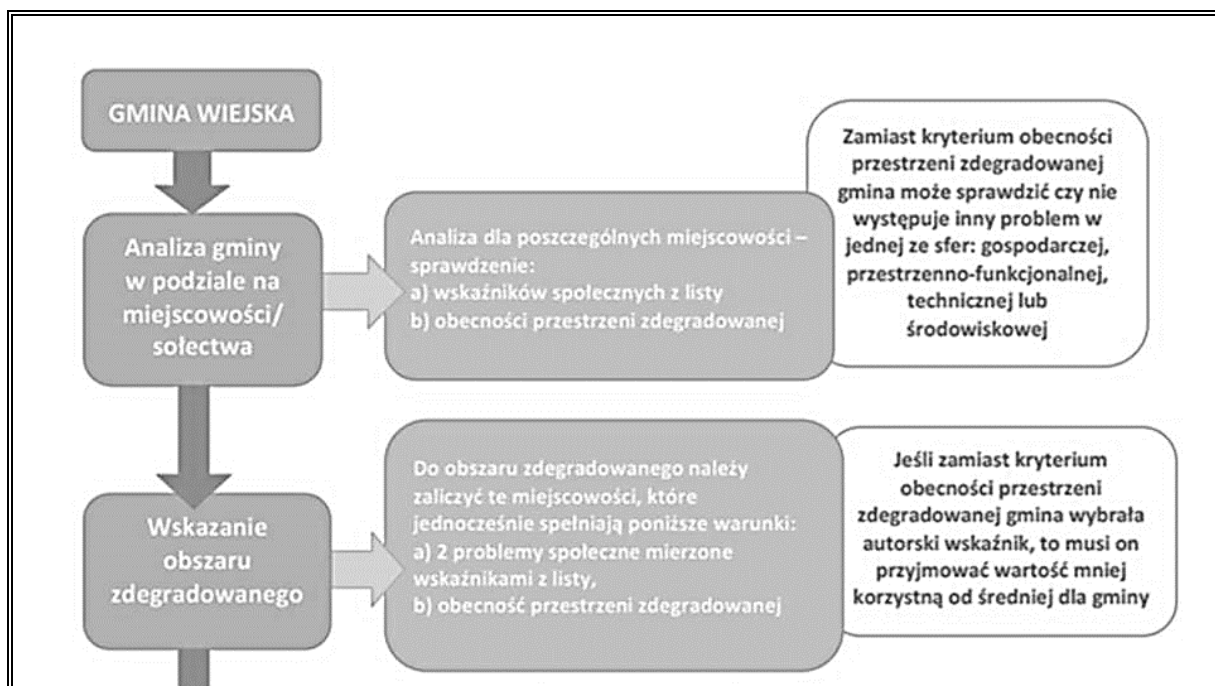 GMINA WIEJSKA
Analiza gminy
w podziale na
miejscowości/
sołectwa
Analiza dla poszczególnych miejscowości –
sprawdzenie:
a) wskaźników społecznych z listy
b) obecności przestrzeni zdegradowanej
Zamiast kryterium obecności
przestrzeni zdegradowanej
gmina może sprawdzić czy nie
występuje inny problem w
jednej ze sfer: gospodarczej,
przestrzenno-funkcjonalnej,
technicznej lub
środowiskowej
Wskazanie
obszaru
zdegradowanego
Do obszaru zdegradowanego należy
zaliczyć te miejscowości, które
jednocześnie spełniają poniższe warunki:
a) 2 problemy społeczne mierzone
wskaźnikami z listy,
b) obecność przestrzeni zdegradowanej
Jeśli zamiast kryterium
obecności przestrzeni
zdegradowanej gmina wybrała
autorski wskaźnik, to musi on
przyjmować wartość mniej
korzystną od średniej dla gminy